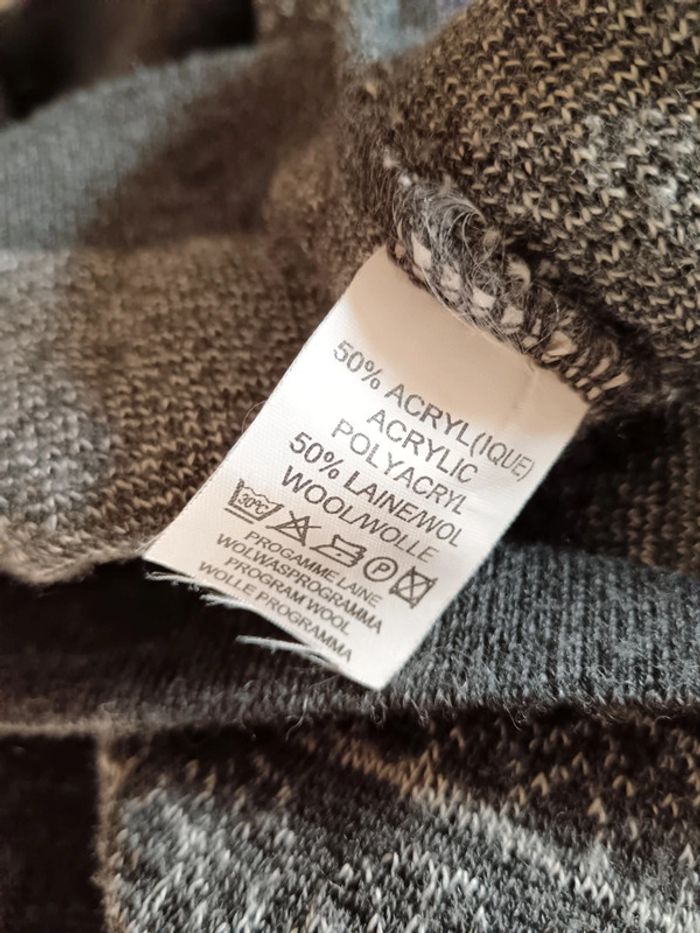 50% ACRYL(IQUE)
ACRYLIC
POLYACRYL
50% LAINE/WOL
WOOL/WOLLE
30°C P
PROGAMME LAINE
WOLWASPROGRAMMA
PROGRAM WOOL
WOLLE PROGRAMMA